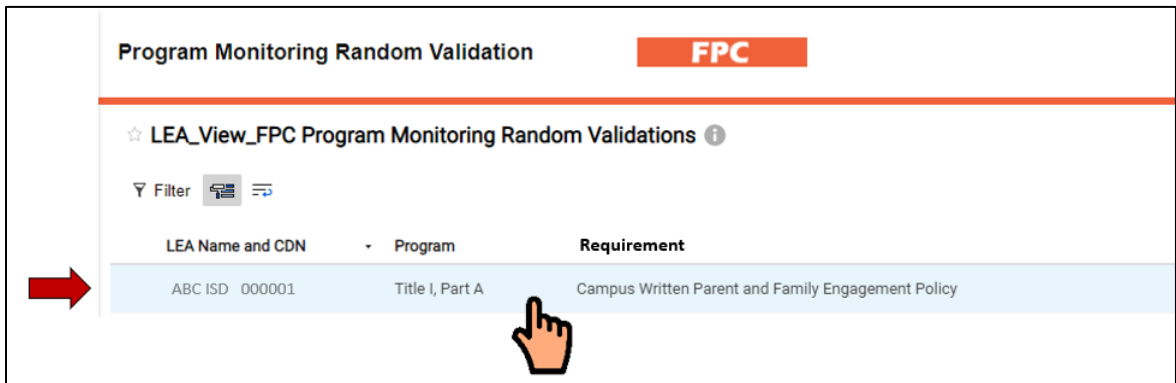 Program Monitoring Random Validation FPC
LEA_View_FPC Program Monitoring Random Validations
Filter
LEA Name and CDN Program Requirement
ABC ISD 000001 Title I, Part A Campus Written Parent and Family Engagement Policy